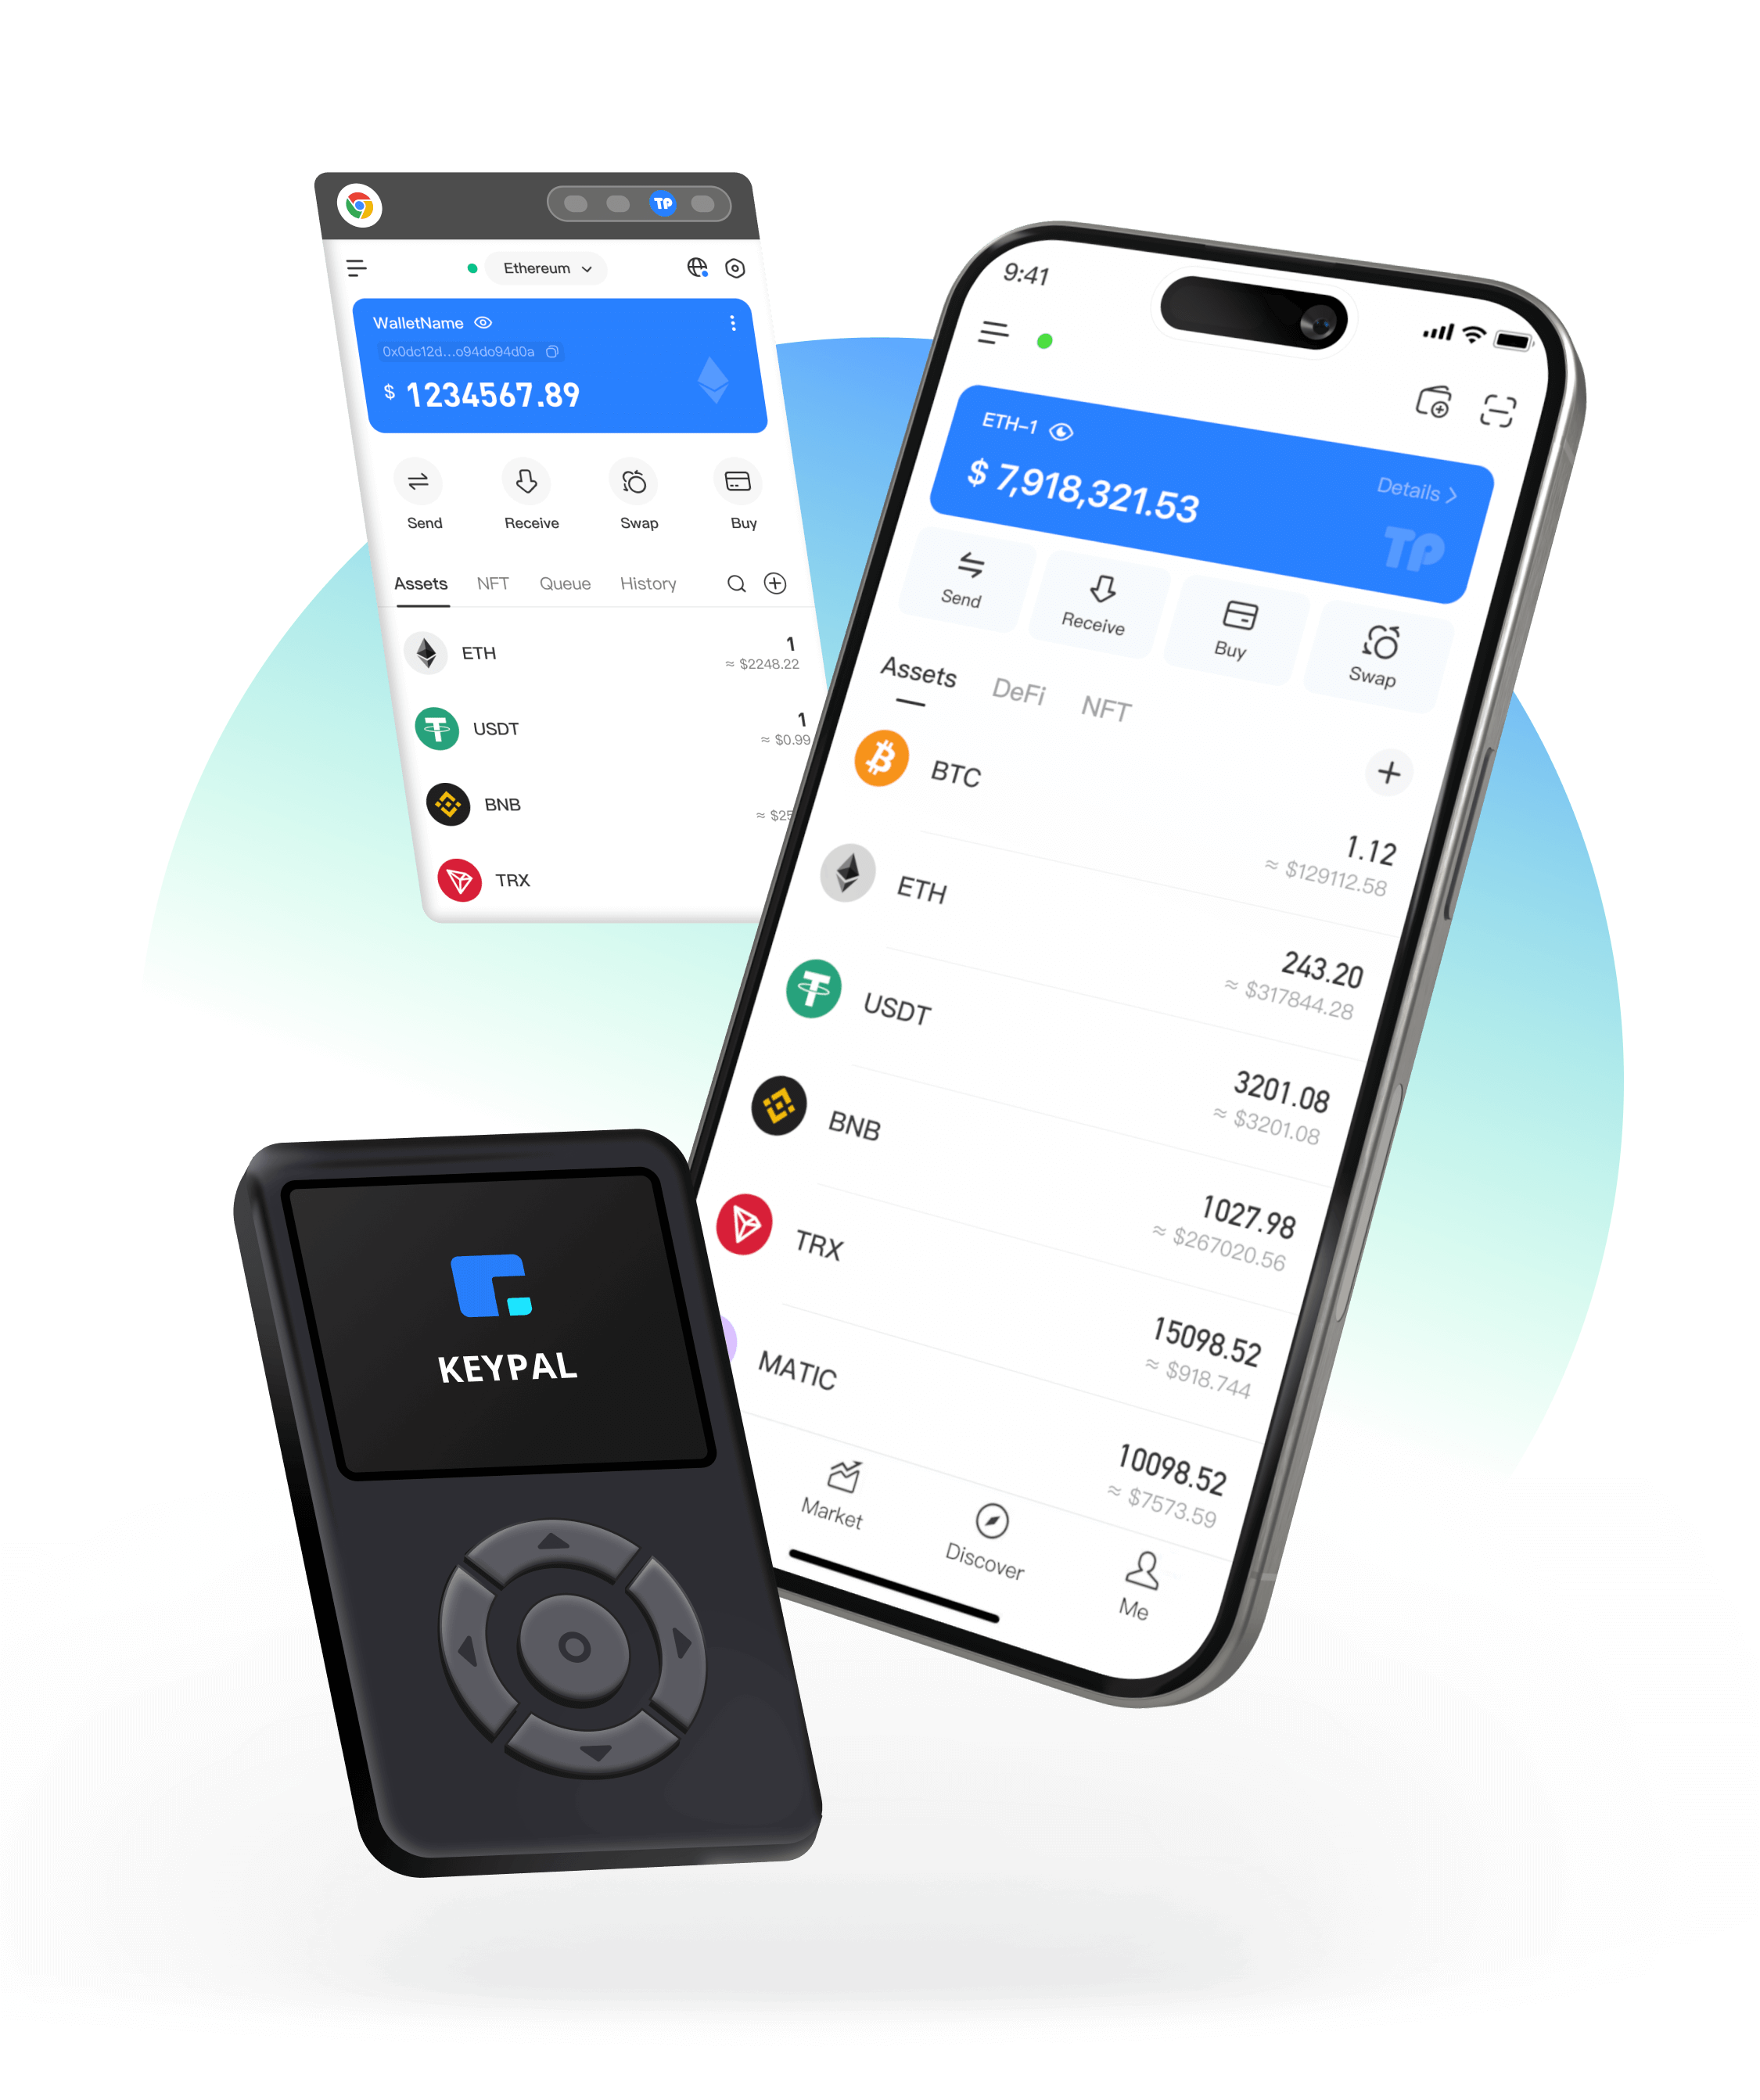 TP
Ethereum
WalletName
0x0dc12d...o94do94d0a
$ 1234567.89
Send
Receive
Swap
Buy
Assets
NFT
Queue
History
ETH
1
≈ $2248.22
USDT
1
≈ $0.99
BNB
TRX
9:41
ETH-1
$ 7,918,321.53
Details >
TP
Send
Receive
Buy
Swap
Assets
DeFi
NFT
BTC
1.12
≈ $129112.58
ETH
243.20
≈ $317844.28
USDT
3201.08
≈ $3201.08
BNB
1027.98
≈ $267020.56
TRX
15098.52
≈ $918.744
MATIC
10098.52
≈ $7573.59
Market
Discover
Me
KEYPAL